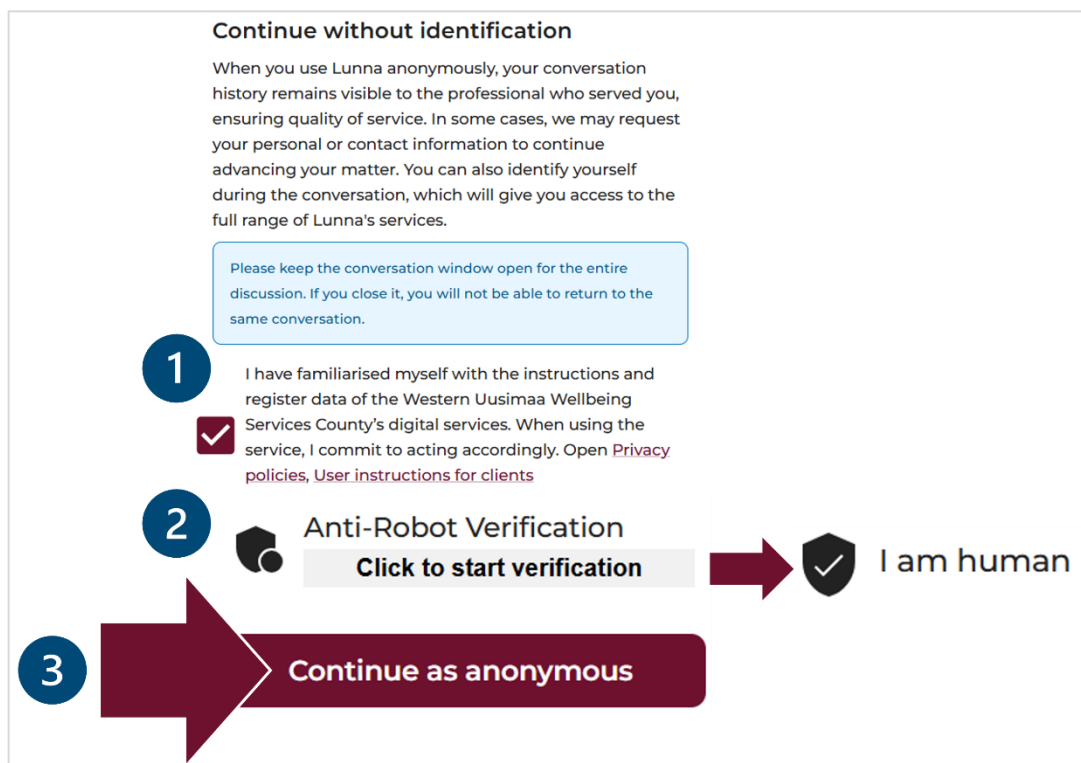 Continue without identification
When you use Lunna anonymously, your conversation
history remains visible to the professional who served you,
ensuring quality of service. In some cases, we may request
your personal or contact information to continue
advancing your matter. You can also identify yourself
during the conversation, which will give you access to the
full range of Lunna's services.
Please keep the conversation window open for the entire
discussion. If you close it, you will not be able to return to the
same conversation.
1
I have familiarised myself with the instructions and
register data of the Western Uusimaa Wellbeing
Services County’s digital services. When using the
service, I commit to acting accordingly. Open Privacy
policies, User instructions for clients
2
Anti-Robot Verification
Click to start verification
I am human
3
Continue as anonymous